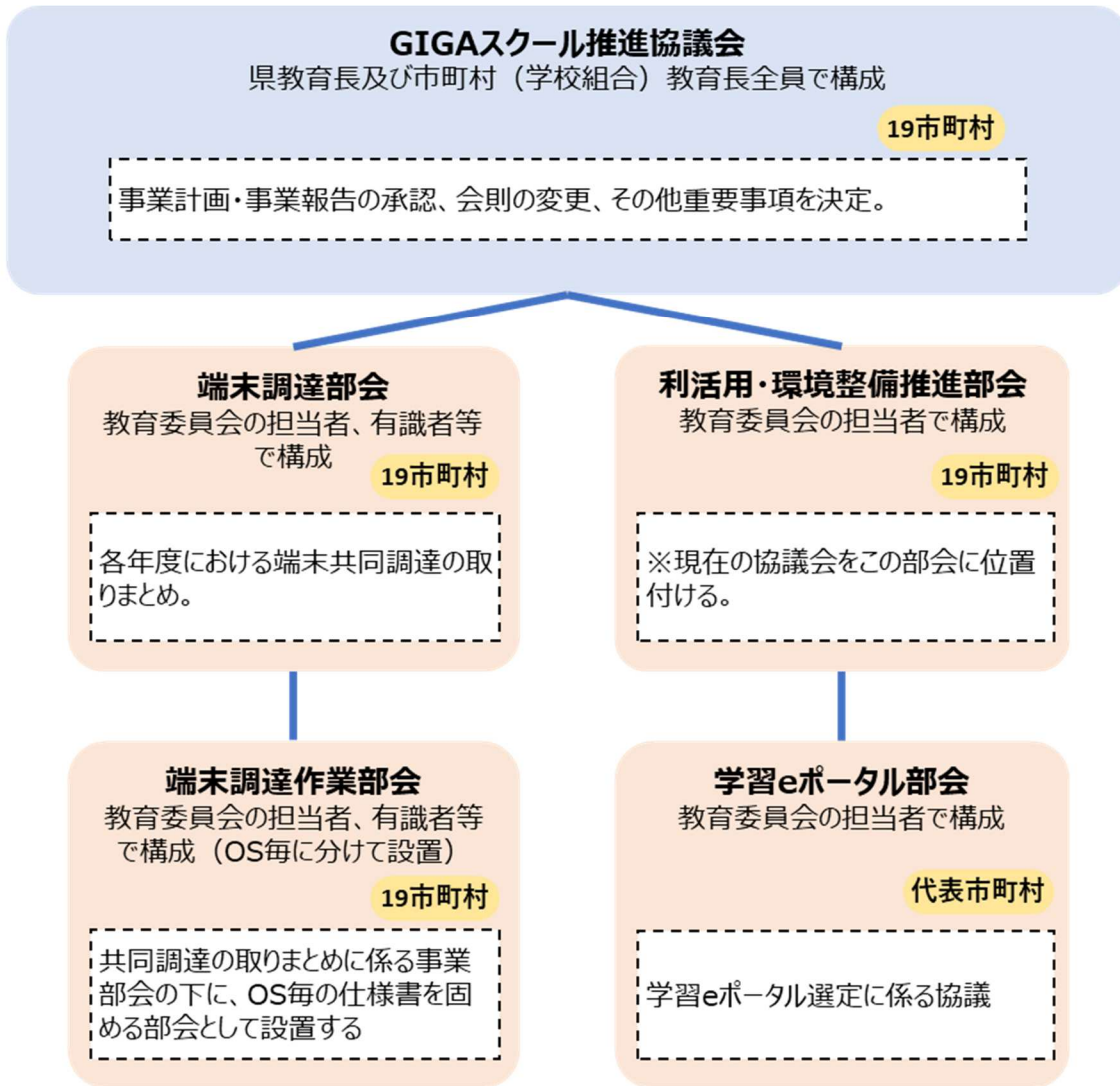 GIGAスクール推進協議会
県教育長及び市町村（学校組合）教育長全員で構成
19市町村
事業計画・事業報告の承認、会則の変更、その他重要事項を決定。
端末調達部会
教育委員会の担当者、有識者等
で構成
19市町村
各年度における端末共同調達の取
りまとめ。
利活用・環境整備推進部会
教育委員会の担当者で構成
19市町村
※現在の協議会をこの部会に位置
付ける。
端末調達作業部会
教育委員会の担当者、有識者等
で構成（OS毎に分けて設置）
19市町村
共同調達の取りまとめに係る事業
部会の下に、OS毎の仕様書を固
める部会として設置する
学習eポータル部会
教育委員会の担当者で構成
代表市町村
学習eポータル選定に係る協議